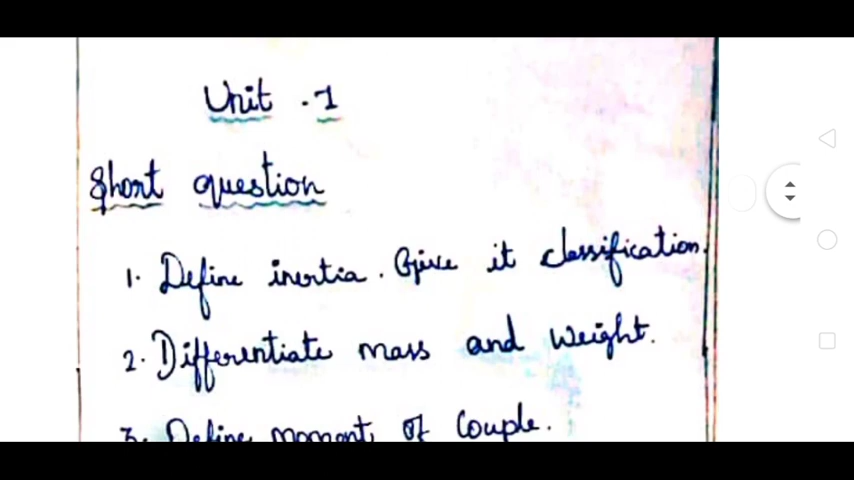 Unit . 1
Short question
1. Define inertia. Give it classification.
2. Differentiate mass and weight.
3. Define moment of couple.